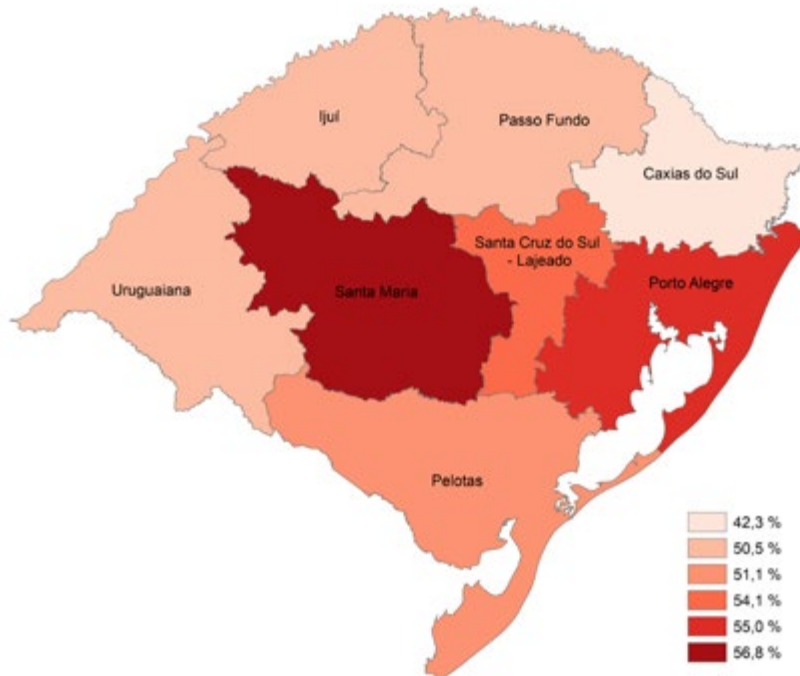 Ijuí
Passo Fundo
Caxias do Sul
Santa Cruz do Sul
- Lajeado
Porto Alegre
Uruguaiana
Santa Maria
Pelotas
42,3 %
50,5 %
51,1 %
54,1 %
55,0 %
56,8 %